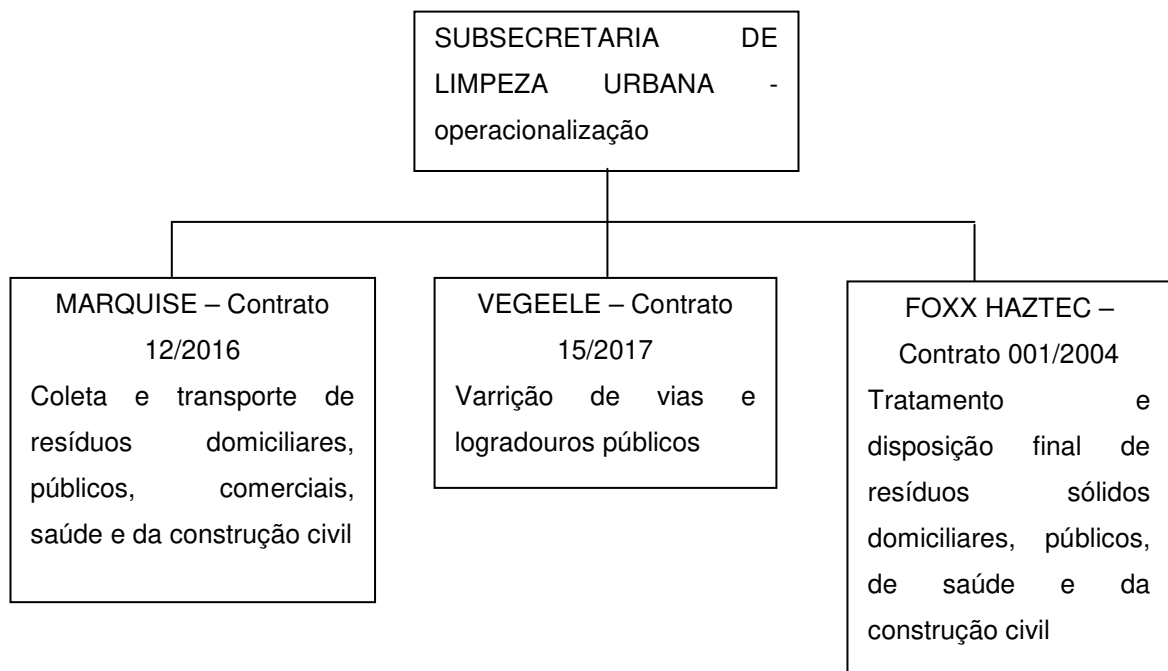 SUBSECRETARIA DE
LIMPEZA URBANA -
operacionalização
MARQUISE – Contrato
12/2016
Coleta e transporte de
resíduos domiciliares,
públicos, comerciais,
saúde e da construção civil
VEGEELE – Contrato
15/2017
Varrição de vias e
logradouros públicos
FOXX HAZTEC –
Contrato 001/2004
Tratamento e
disposição final de
resíduos sólidos
domiciliares, públicos,
de saúde e da
construção civil